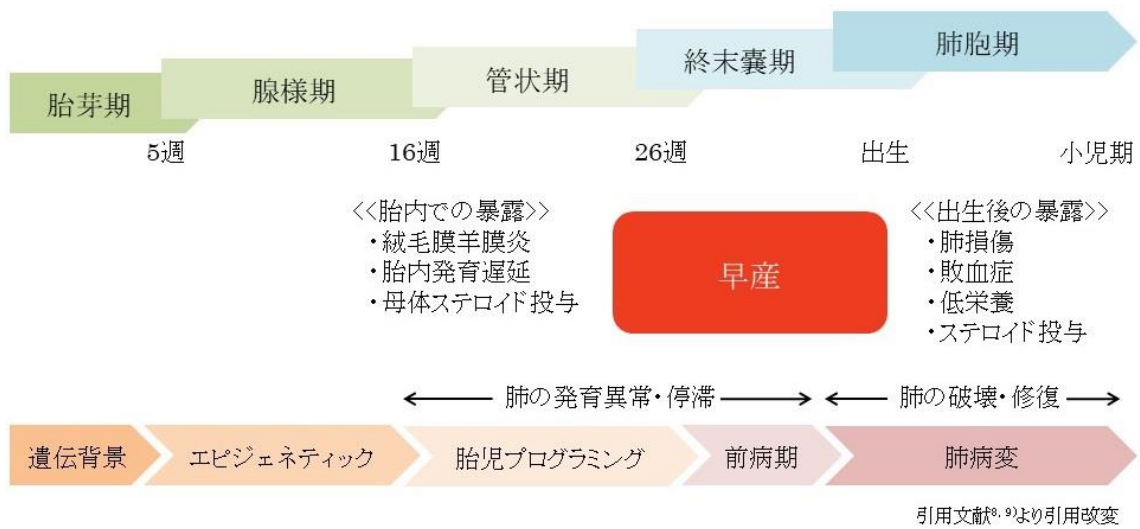 胎芽期
腺様期
管状期
終末嚢期
肺胞期
5週
16週
26週
出生
小児期
<<胎内での暴露>>
・絨毛膜羊膜炎
・胎内発育遅延
・母体ステロイド投与
早産
<<出生後の暴露>>
・肺損傷
・敗血症
・低栄養
・ステロイド投与
肺の発育異常・停滞
肺の破壊・修復
遺伝背景
エピジェネティック
胎児プログラミング
前病期
肺病変
引用文献8, 9)より引用改変